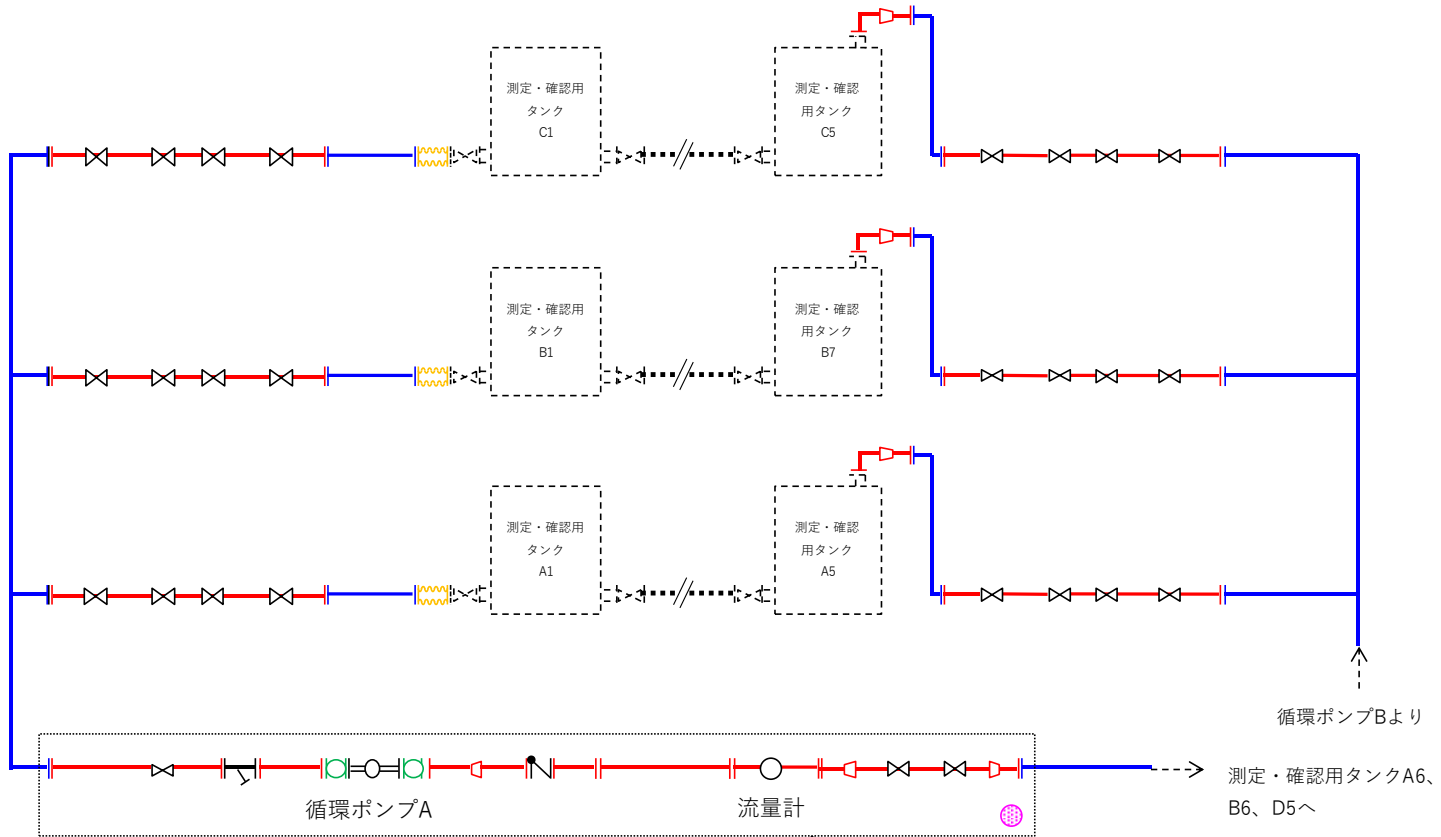 測定・確認用
タンク
C1
測定・確認
用タンク
C5
測定・確認用
タンク
B1
測定・確認
用タンク
B7
測定・確認用
タンク
A1
測定・確認
用タンク
A5
循環ポンプBより
循環ポンプA
流量計
測定・確認用タンクA6、
B6、D5へ